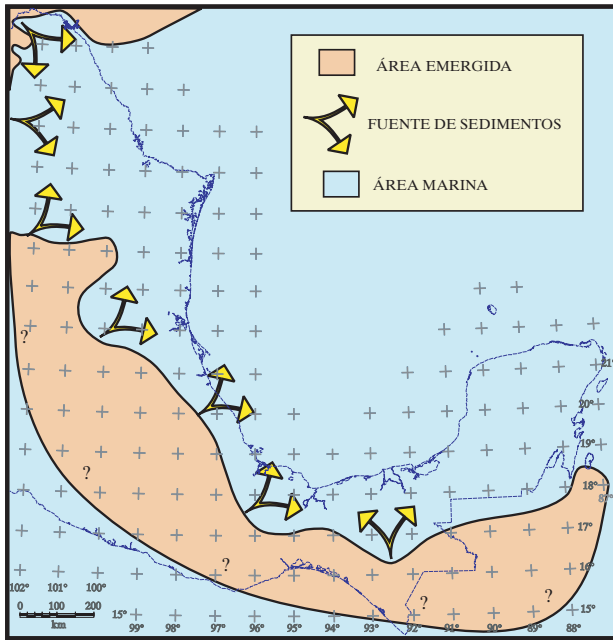 ÁREA EMERGIDA
FUENTE DE SEDIMENTOS
ÁREA MARINA
?
21°
20°
19°
?
18°
87°
17°
?
16°
102° 101° 100°
?
?
0 100 200
km
15°
99° 98° 97° 96° 95° 94° 93° 92° 91° 90° 89° 88°
15°